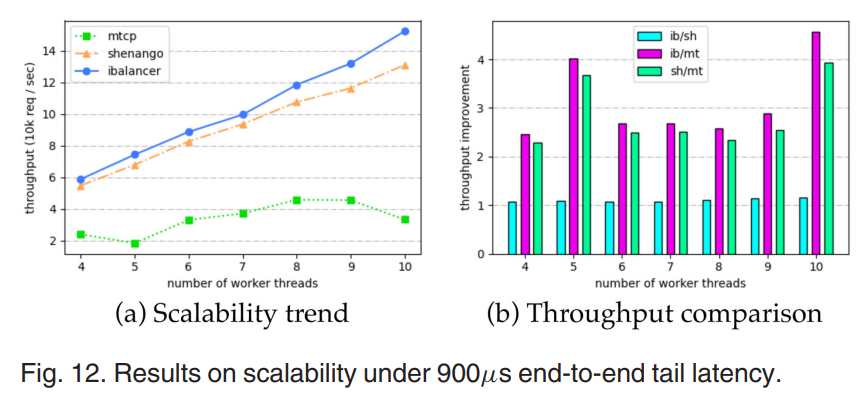 mtcp
shenango
ibalancer
throughput (10k req / sec)
14
12
10
8
6
4
2
4 5 6 7 8 9 10
number of worker threads
(a) Scalability trend
ib/sh
ib/mt
sh/mt
throughput improvement
4
3
2
1
0
4 5 6 7 8 9 10
number of worker threads
(b) Throughput comparison
Fig. 12. Results on scalability under 900μs end-to-end tail latency.